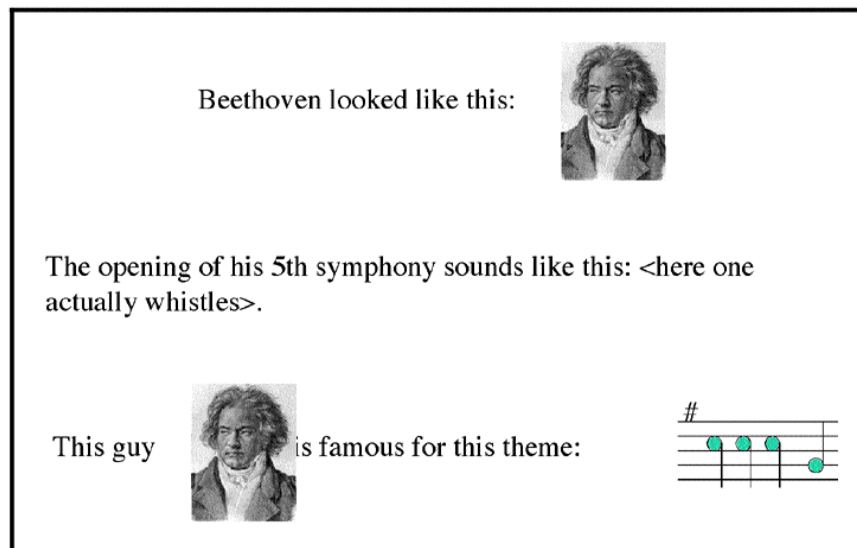 Beethoven looked like this:
The opening of his 5th symphony sounds like this: <here one
actually whistles>.
This guy is famous for this theme:
#